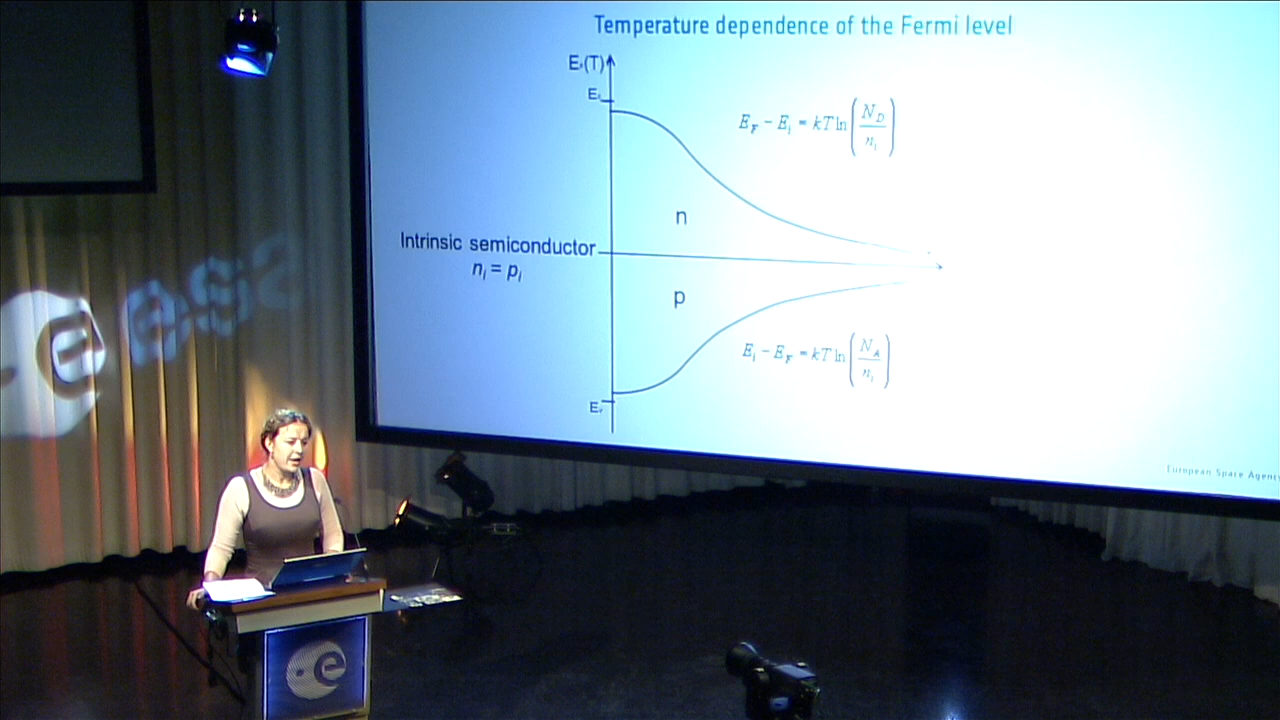 Temperature dependence of the Fermi level
E_F(T)
E_c
E_F − E_i = kT ln(N_D/n_i)
n
Intrinsic semiconductor
n_i = p_i
p
E_i − E_F = kT ln(N_A/n_i)
E_v
European Space Agency
esa
e